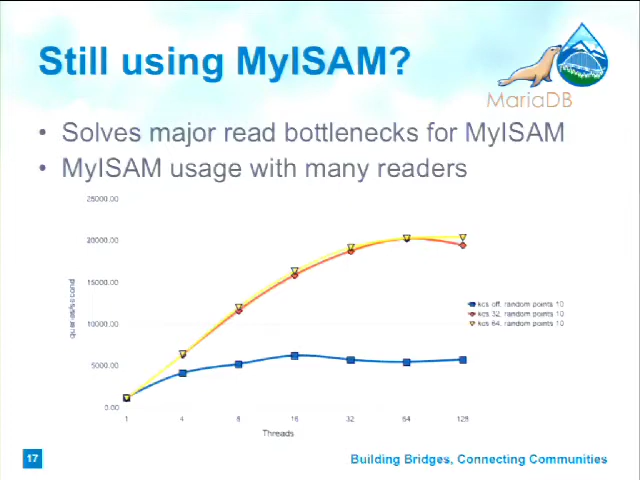 Still using MyISAM?
MariaDB
• Solves major read bottlenecks for MyISAM
• MyISAM usage with many readers
25000.00
20000.00
15000.00
10000.00
5000.00
0.00
queries/second
1 4 8 16 32 64 128
Threads
kcs off, random points 10
kcs 32, random points 10
kcs 64, random points 10
17
Building Bridges, Connecting Communities